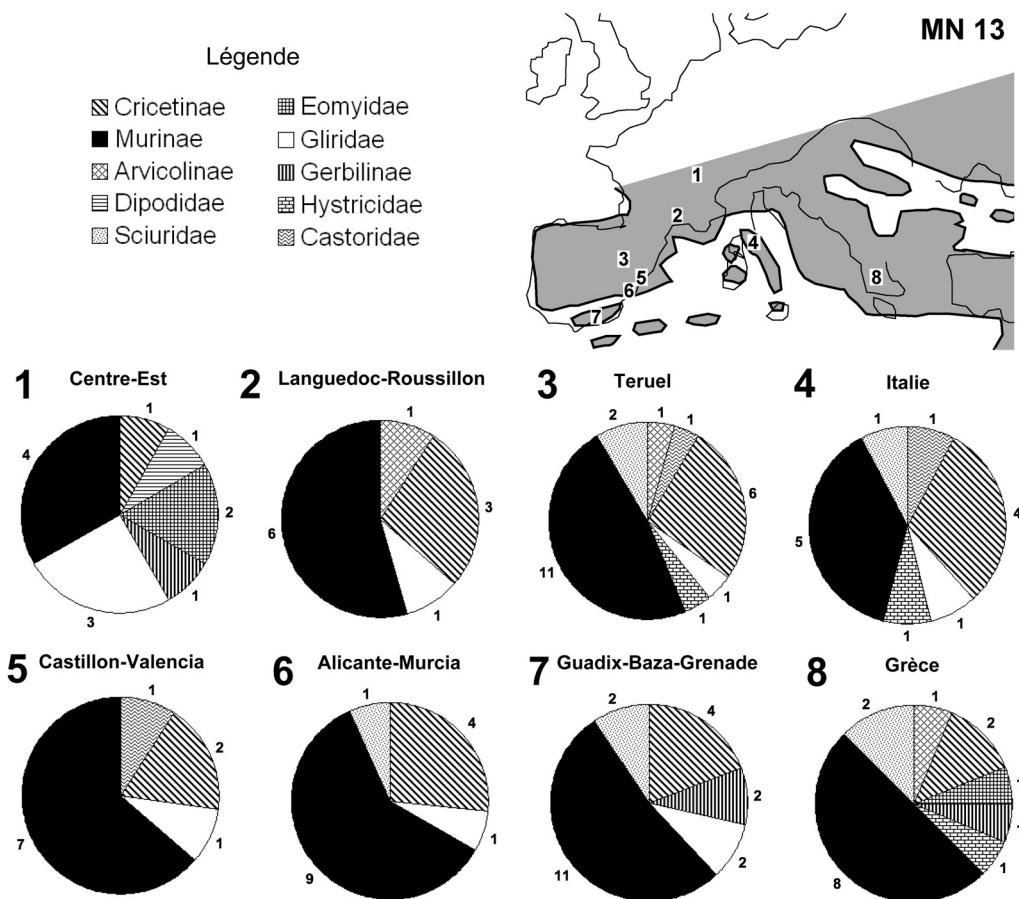 MN 13
Légende
Cricetinae
Eomyidae
Murinae
Gliridae
Arvicolinae
Gerbilinae
Dipodidae
Hystricidae
Sciuridae
Castoridae
1
2
3
4
5
6
7
8
1 Centre-Est
1
1
2
1
3
4
2 Languedoc-Roussillon
1
3
1
6
3 Teruel
2
1
1
6
1
1
11
4 Italie
1
1
4
1
1
5
5 Castillon-Valencia
1
2
1
7
6 Alicante-Murcia
1
4
1
9
7 Guadix-Baza-Grenade
2
4
2
2
11
8 Grèce
2
1
2
1
1
1
8